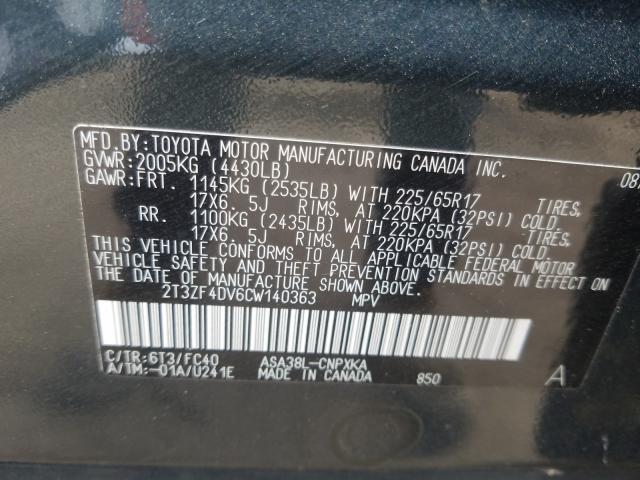 MFD.BY:TOYOTA MOTOR MANUFACTURING CANADA INC. 08
GVWR:2005KG (4430LB)
GAWR:FRT. 1145KG (2535LB) WITH 225/65R17 TIRES,
17X6. 5J RIMS, AT 220KPA (32PSI) COLD.
RR. 1100KG (2435LB) WITH 225/65R17 TIRES,
17X6. 5J RIMS, AT 220KPA (32PSI) COLD.
THIS VEHICLE CONFORMS TO ALL APPLICABLE FEDERAL MOTOR
VEHICLE SAFETY AND THEFT PREVENTION STANDARDS IN EFFECT ON
THE DATE OF MANUFACTURE SHOWN ABOVE.
2T3ZF4DV6CW140363 MPV
C/TR:6T3/FC40 ASA38L-CNPXKA
A/TM:-01A/U241E MADE IN CANADA 850 A